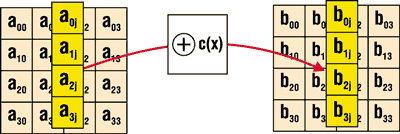 a₀₀ a₀ⱼ a₀₃ b₀₀ b₀ⱼ b₀₃
a₁₀ a₁ⱼ a₁₃ ⊕ c(x) b₁₀ b₁ⱼ b₁₃
a₂₀ a₂ⱼ a₂₃ b₂₀ b₂ⱼ b₂₃
a₃₀ a₃ⱼ a₃₃ b₃₀ b₃ⱼ b₃₃